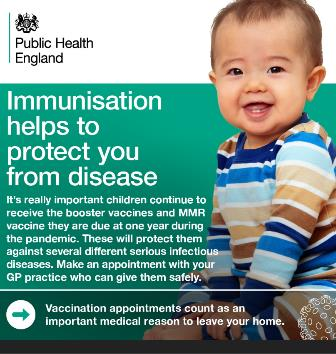 Public Health
England
Immunisation
helps to
protect you
from disease
It's really important children continue to
receive the booster vaccines and MMR
vaccine they are due at one year during
the pandemic. These will protect them
against several different serious infectious
diseases. Make an appointment with your
GP practice who can give them safely.
Vaccination appointments count as an
important medical reason to leave your home.